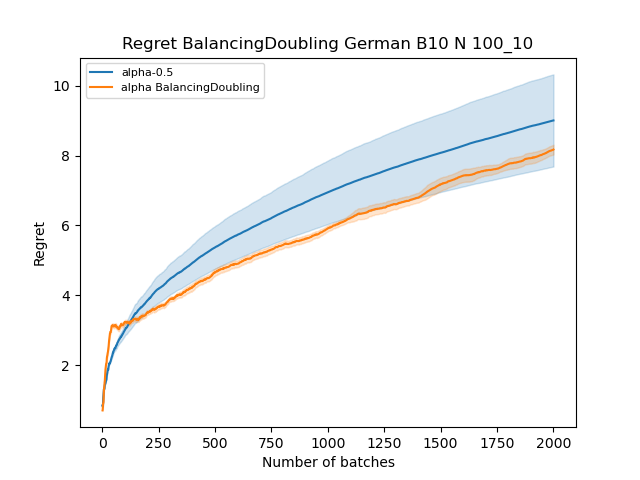 Regret BalancingDoubling German B10 N 100_10
alpha-0.5
alpha BalancingDoubling
Regret
10
8
6
4
2
0 250 500 750 1000 1250 1500 1750 2000
Number of batches